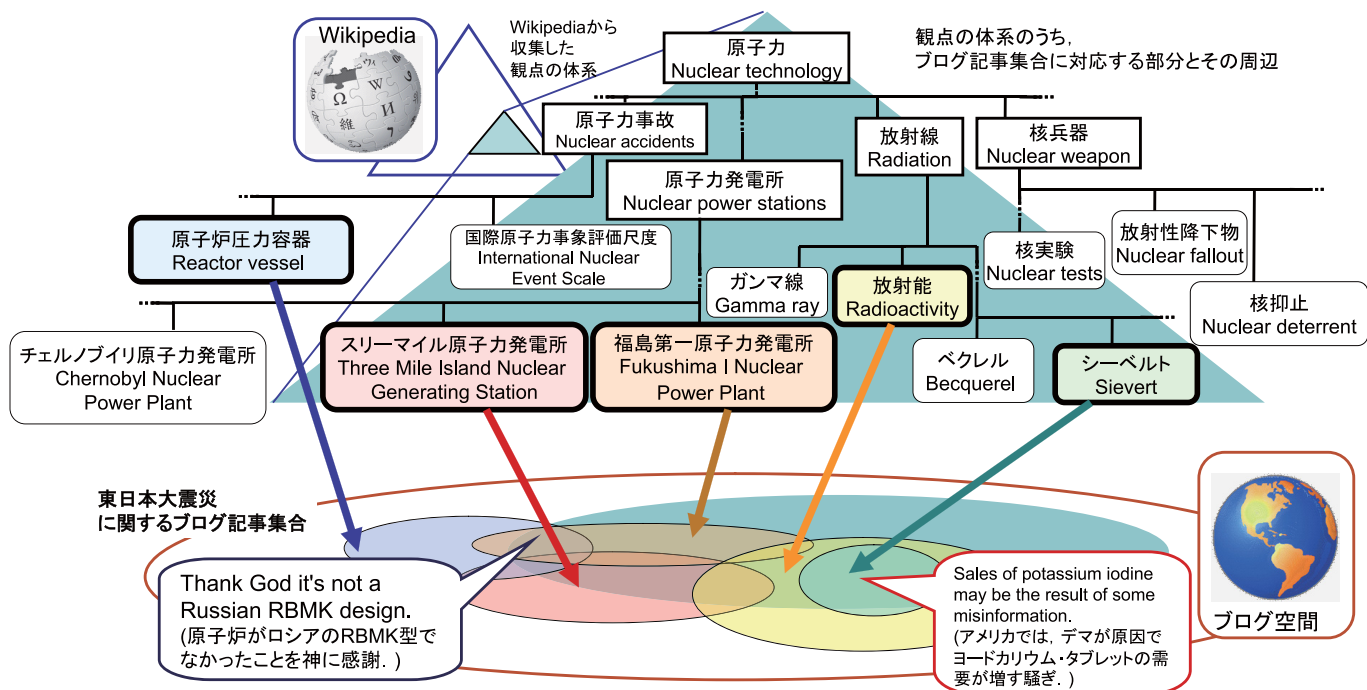 Wikipedia
Wikipediaから
収集した
観点の体系
観点の体系のうち,
ブログ記事集合に対応する部分とその周辺
原子力
Nuclear technology
原子力事故
Nuclear accidents
放射線
Radiation
核兵器
Nuclear weapon
原子力発電所
Nuclear power stations
原子炉圧力容器
Reactor vessel
国際原子力事象評価尺度
International Nuclear
Event Scale
ガンマ線
Gamma ray
放射能
Radioactivity
核実験
Nuclear tests
放射性降下物
Nuclear fallout
核抑止
Nuclear deterrent
チェルノブイリ原子力発電所
Chernobyl Nuclear
Power Plant
スリーマイル原子力発電所
Three Mile Island Nuclear
Generating Station
福島第一原子力発電所
Fukushima I Nuclear
Power Plant
ベクレル
Becquerel
シーベルト
Sievert
東日本大震災
に関するブログ記事集合
Thank God it's not a
Russian RBMK design.
(原子炉がロシアのRBMK型で
なかったことを神に感謝. )
Sales of potassium iodine
may be the result of some
misinformation.
(アメリカでは, デマが原因で
ヨードカリウム・タブレットの需
要が増す騒ぎ. )
ブログ空間
Ω
W
И
維